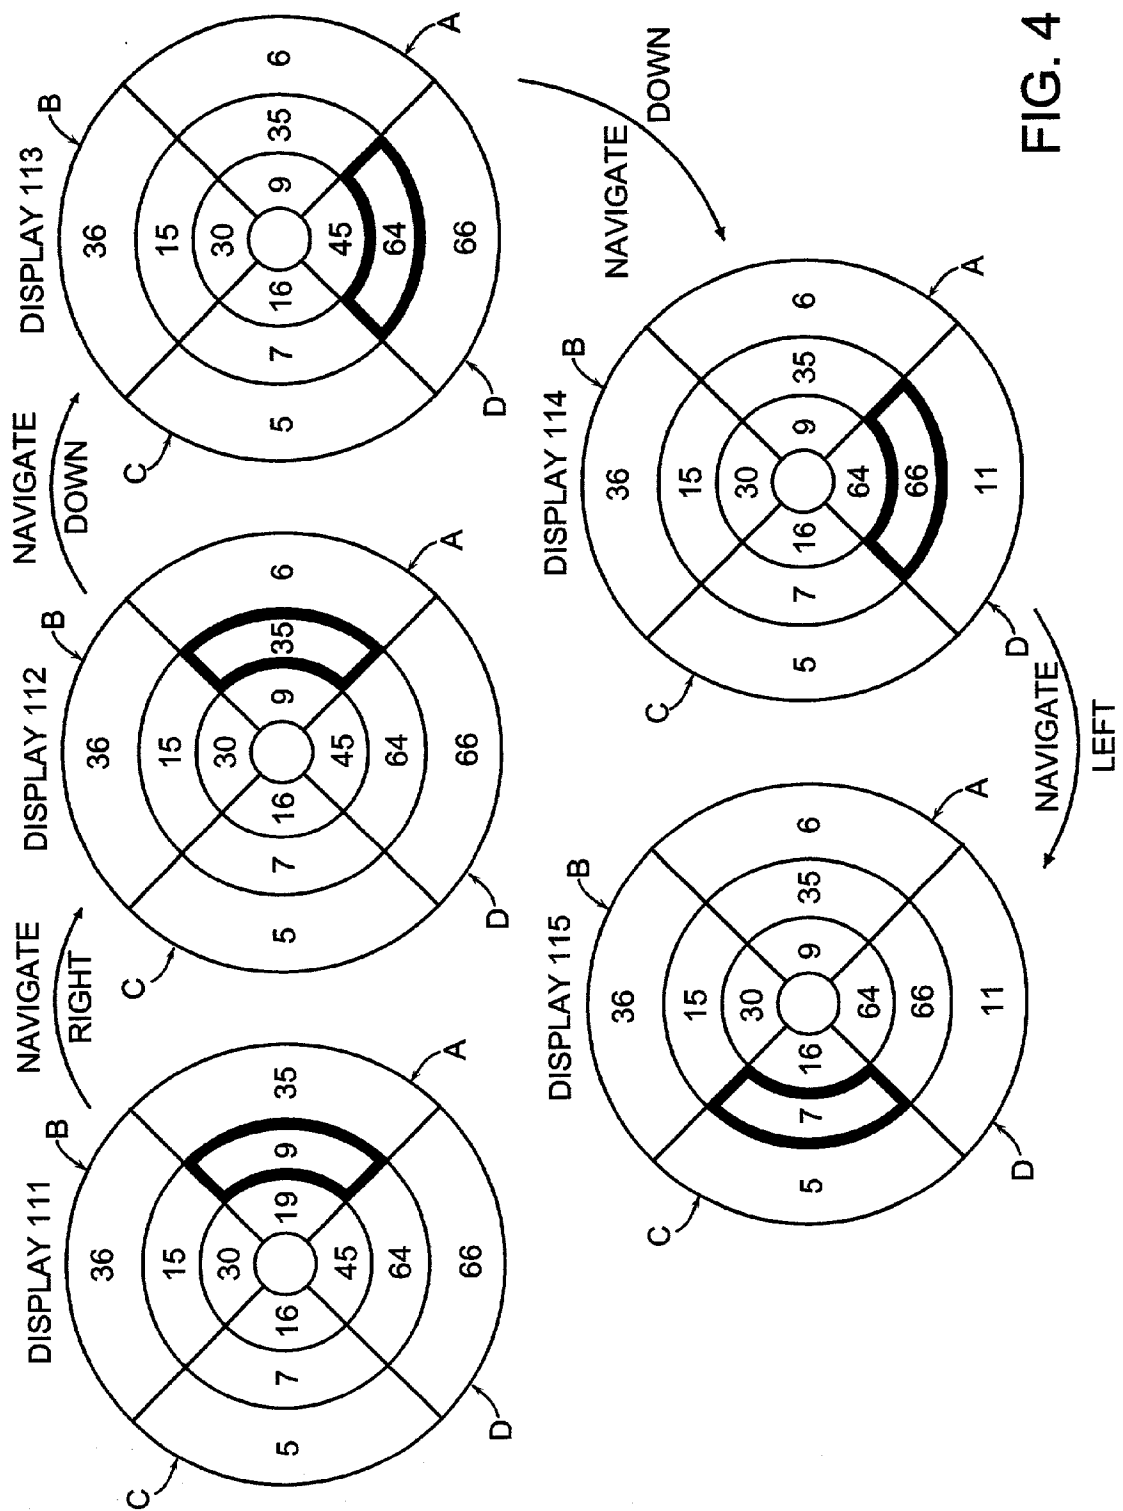 NAVIGATE
RIGHT
NAVIGATE
DOWN
DISPLAY 111
C
B
A
D
36
15
30
5 7 16 19 9 35
45
64
66
DISPLAY 112
C
B
A
D
36
15
30
5 7 16 9 35 6
45
64
66
DISPLAY 113
C
B
A
D
36
15
30
5 7 16 9 35 6
45
64
66
NAVIGATE
DOWN
DISPLAY 115
C
B
A
D
36
15
30
5 7 16 9 35 6
64
66
11
DISPLAY 114
C
B
A
D
36
15
30
5 7 16 9 35 6
64
66
11
NAVIGATE
LEFT
FIG. 4